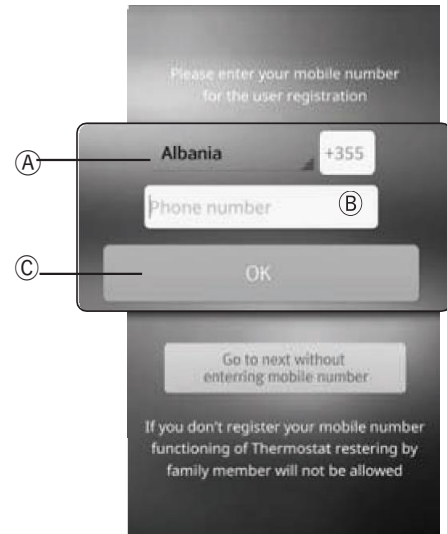 Please enter your mobile number
for the user registration
Ⓐ Albania +355
Phone number Ⓑ
Ⓒ OK
Go to next without
enterring mobile number
If you don't register your mobile number
functioning of Thermostat restering by
family member will not be allowed